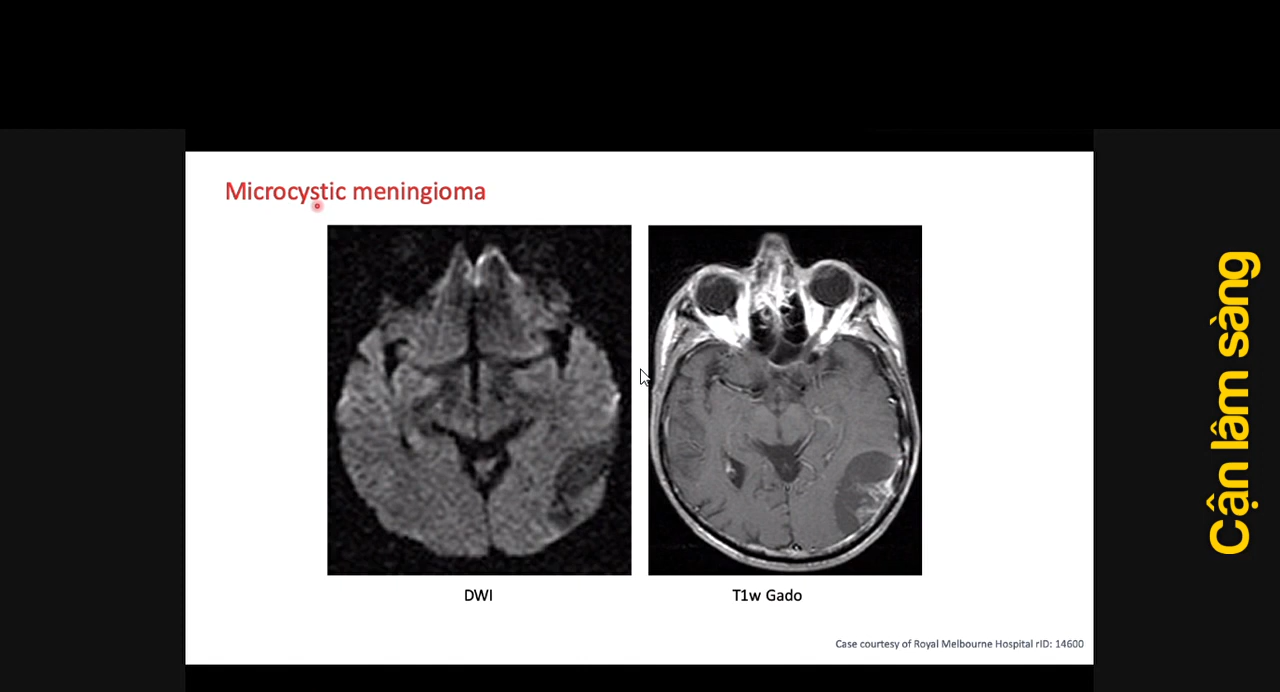 Microcystic meningioma
DWI
T1w Gado
Case courtesy of Royal Melbourne Hospital rID: 14600
Cận lâm sàng